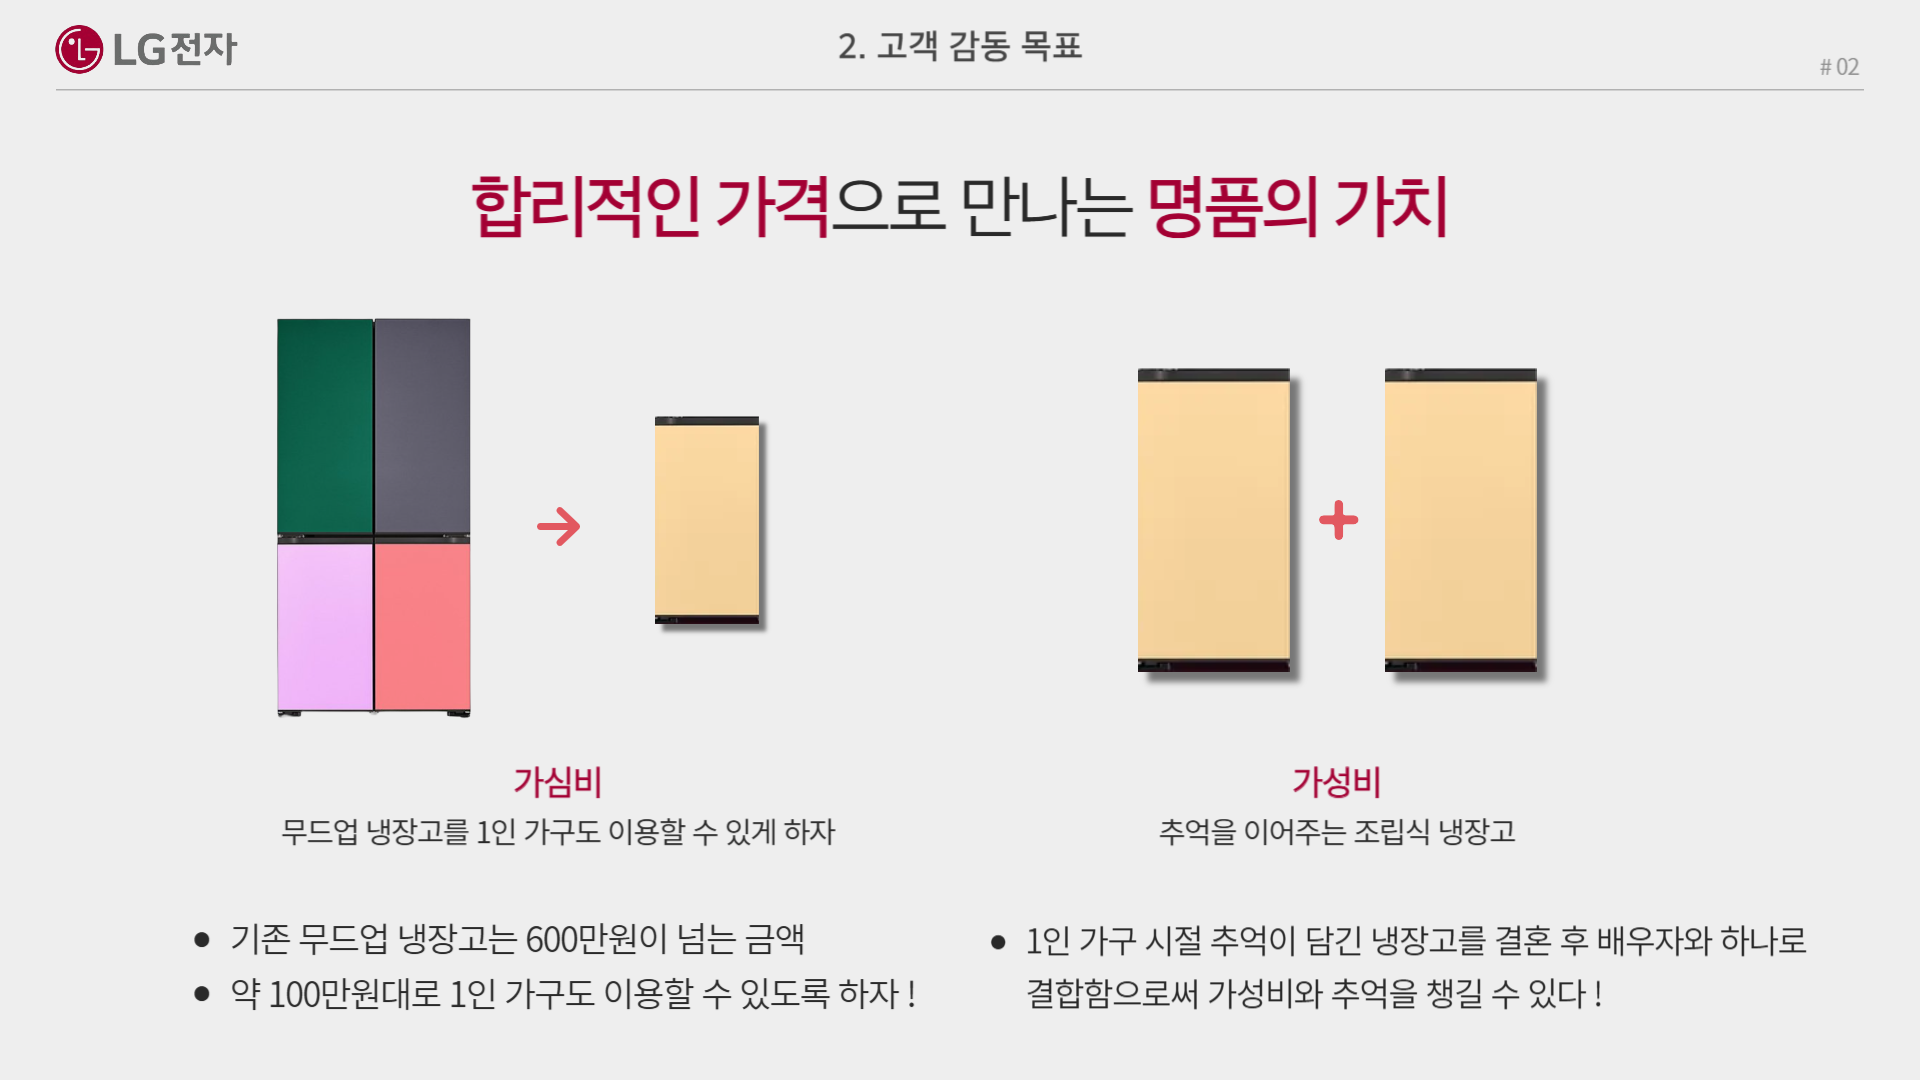 LG전자
2. 고객 감동 목표
# 02
합리적인 가격으로 만나는 명품의 가치
가심비
무드업 냉장고를 1인 가구도 이용할 수 있게 하자
● 기존 무드업 냉장고는 600만원이 넘는 금액
● 약 100만원대로 1인 가구도 이용할 수 있도록 하자 !
가성비
추억을 이어주는 조립식 냉장고
● 1인 가구 시절 추억이 담긴 냉장고를 결혼 후 배우자와 하나로
결합함으로써 가성비와 추억을 챙길 수 있다 !